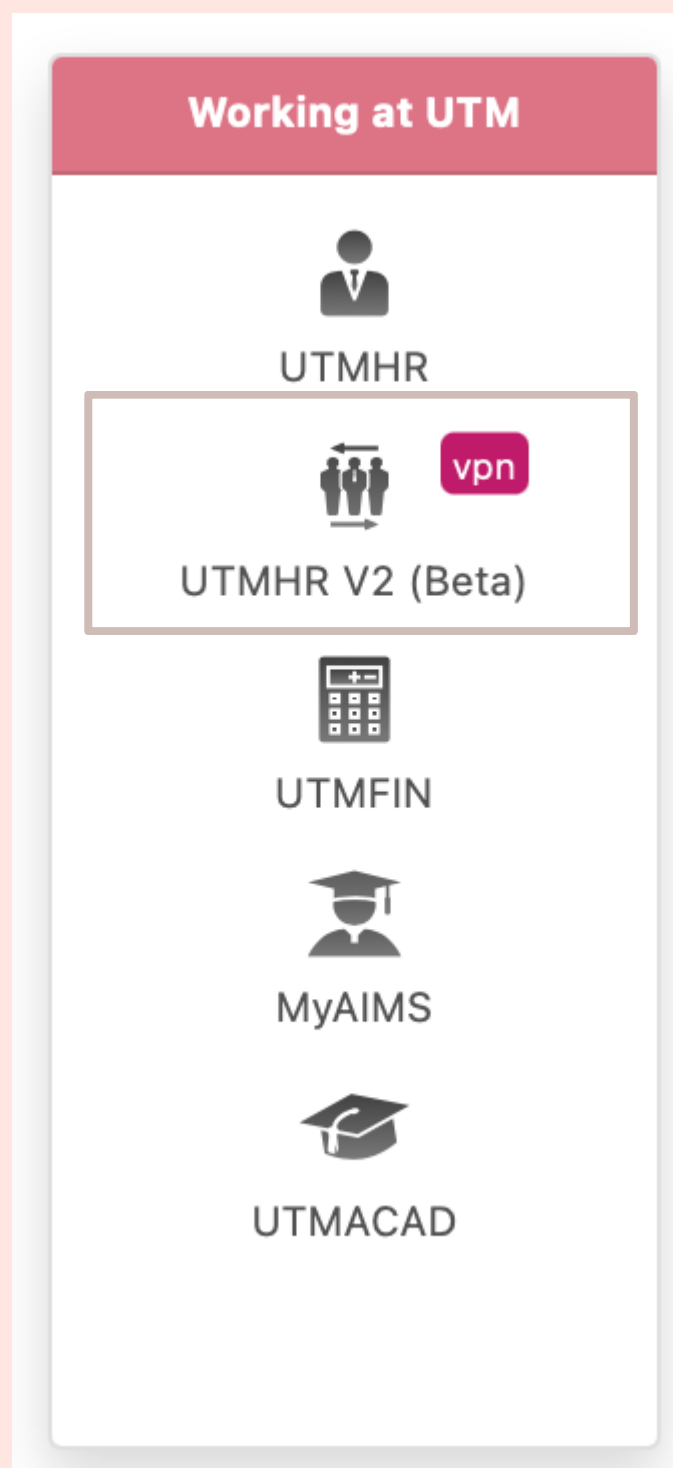 Working at UTM
UTMHR
vpn
UTMHR V2 (Beta)
UTMFIN
MyAIMS
UTMACAD